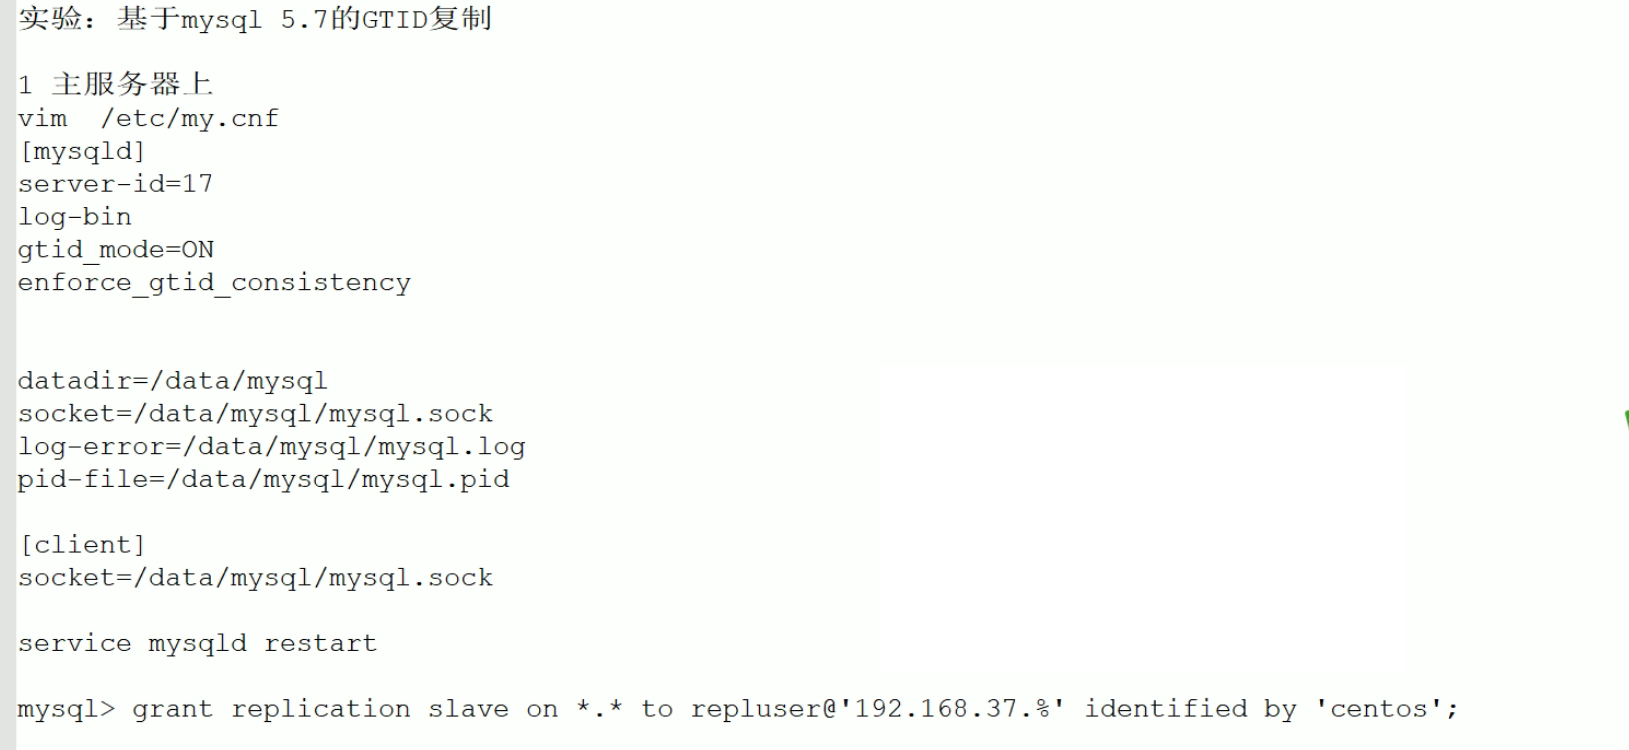 实验：基于mysql 5.7的GTID复制
1 主服务器上
vim  /etc/my.cnf
[mysqld]
server-id=17
log-bin
gtid_mode=ON
enforce_gtid_consistency
datadir=/data/mysql
socket=/data/mysql/mysql.sock
log-error=/data/mysql/mysql.log
pid-file=/data/mysql/mysql.pid
[client]
socket=/data/mysql/mysql.sock
service mysqld restart
mysql> grant replication slave on *.* to repluser@'192.168.37.%' identified by 'centos';